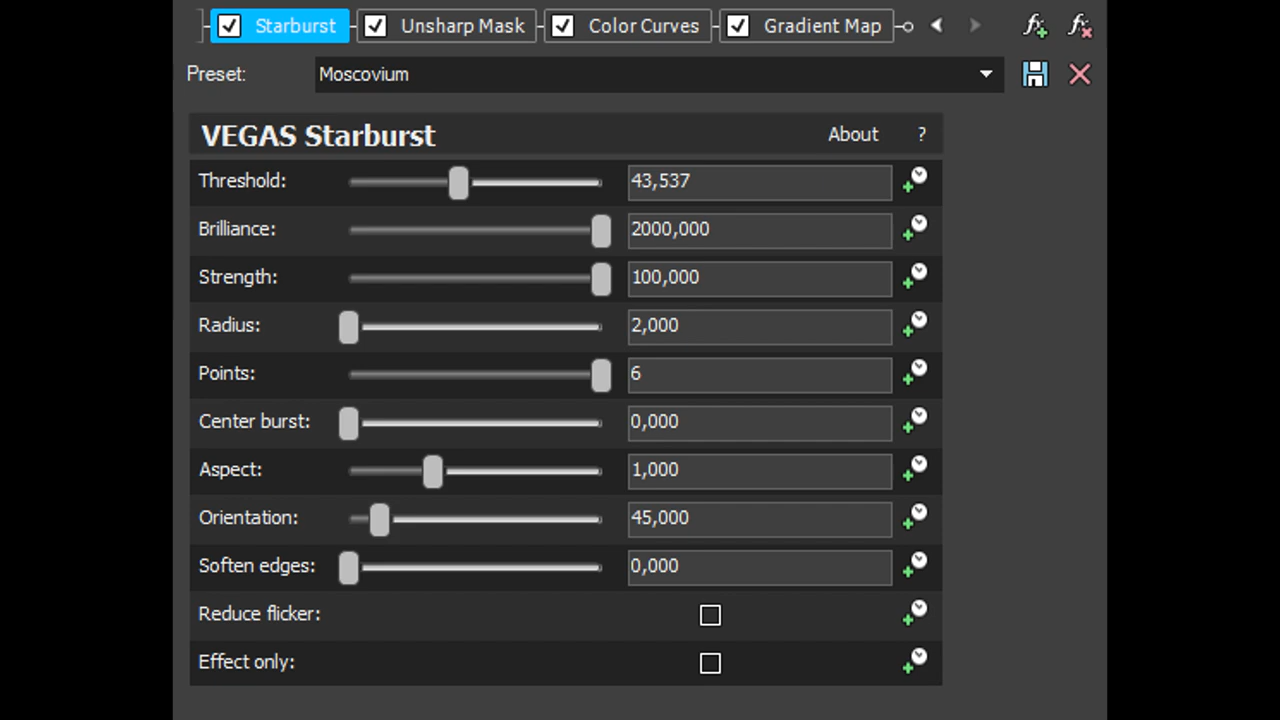 Starburst Unsharp Mask Color Curves Gradient Map
Preset: Moscovium
VEGAS Starburst About ?
Threshold: 43,537
Brilliance: 2000,000
Strength: 100,000
Radius: 2,000
Points: 6
Center burst: 0,000
Aspect: 1,000
Orientation: 45,000
Soften edges: 0,000
Reduce flicker:
Effect only: